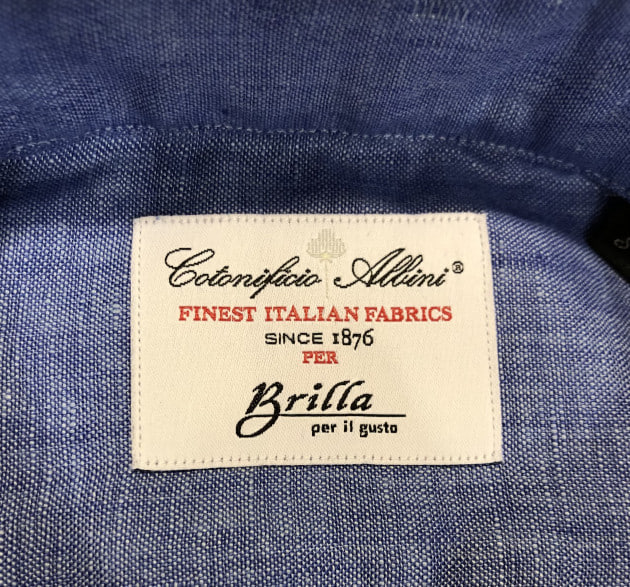 Cotonificio Albini®
FINEST ITALIAN FABRICS
SINCE 1876
PER
Brilla
per il gusto